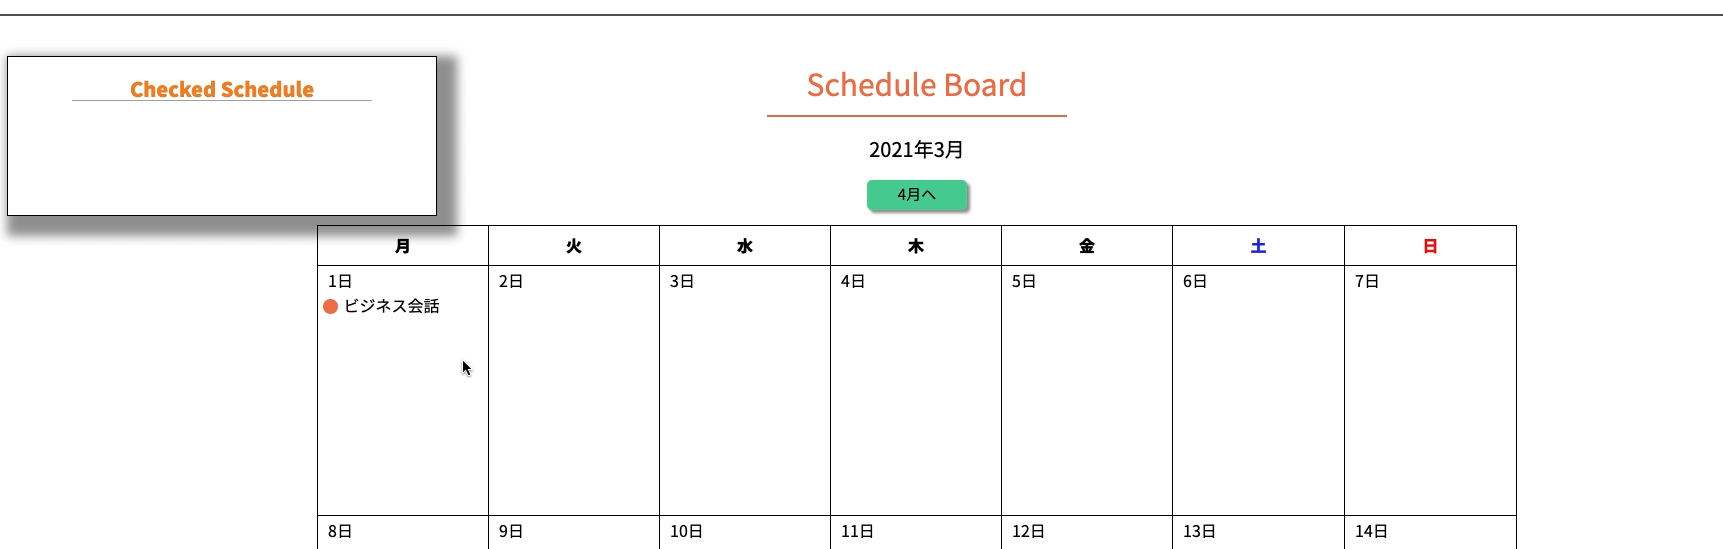 Checked Schedule
Schedule Board
2021年3月
4月へ
月 火 水 木 金 土 日
1日 2日 3日 4日 5日 6日 7日
ビジネス会話
8日 9日 10日 11日 12日 13日 14日